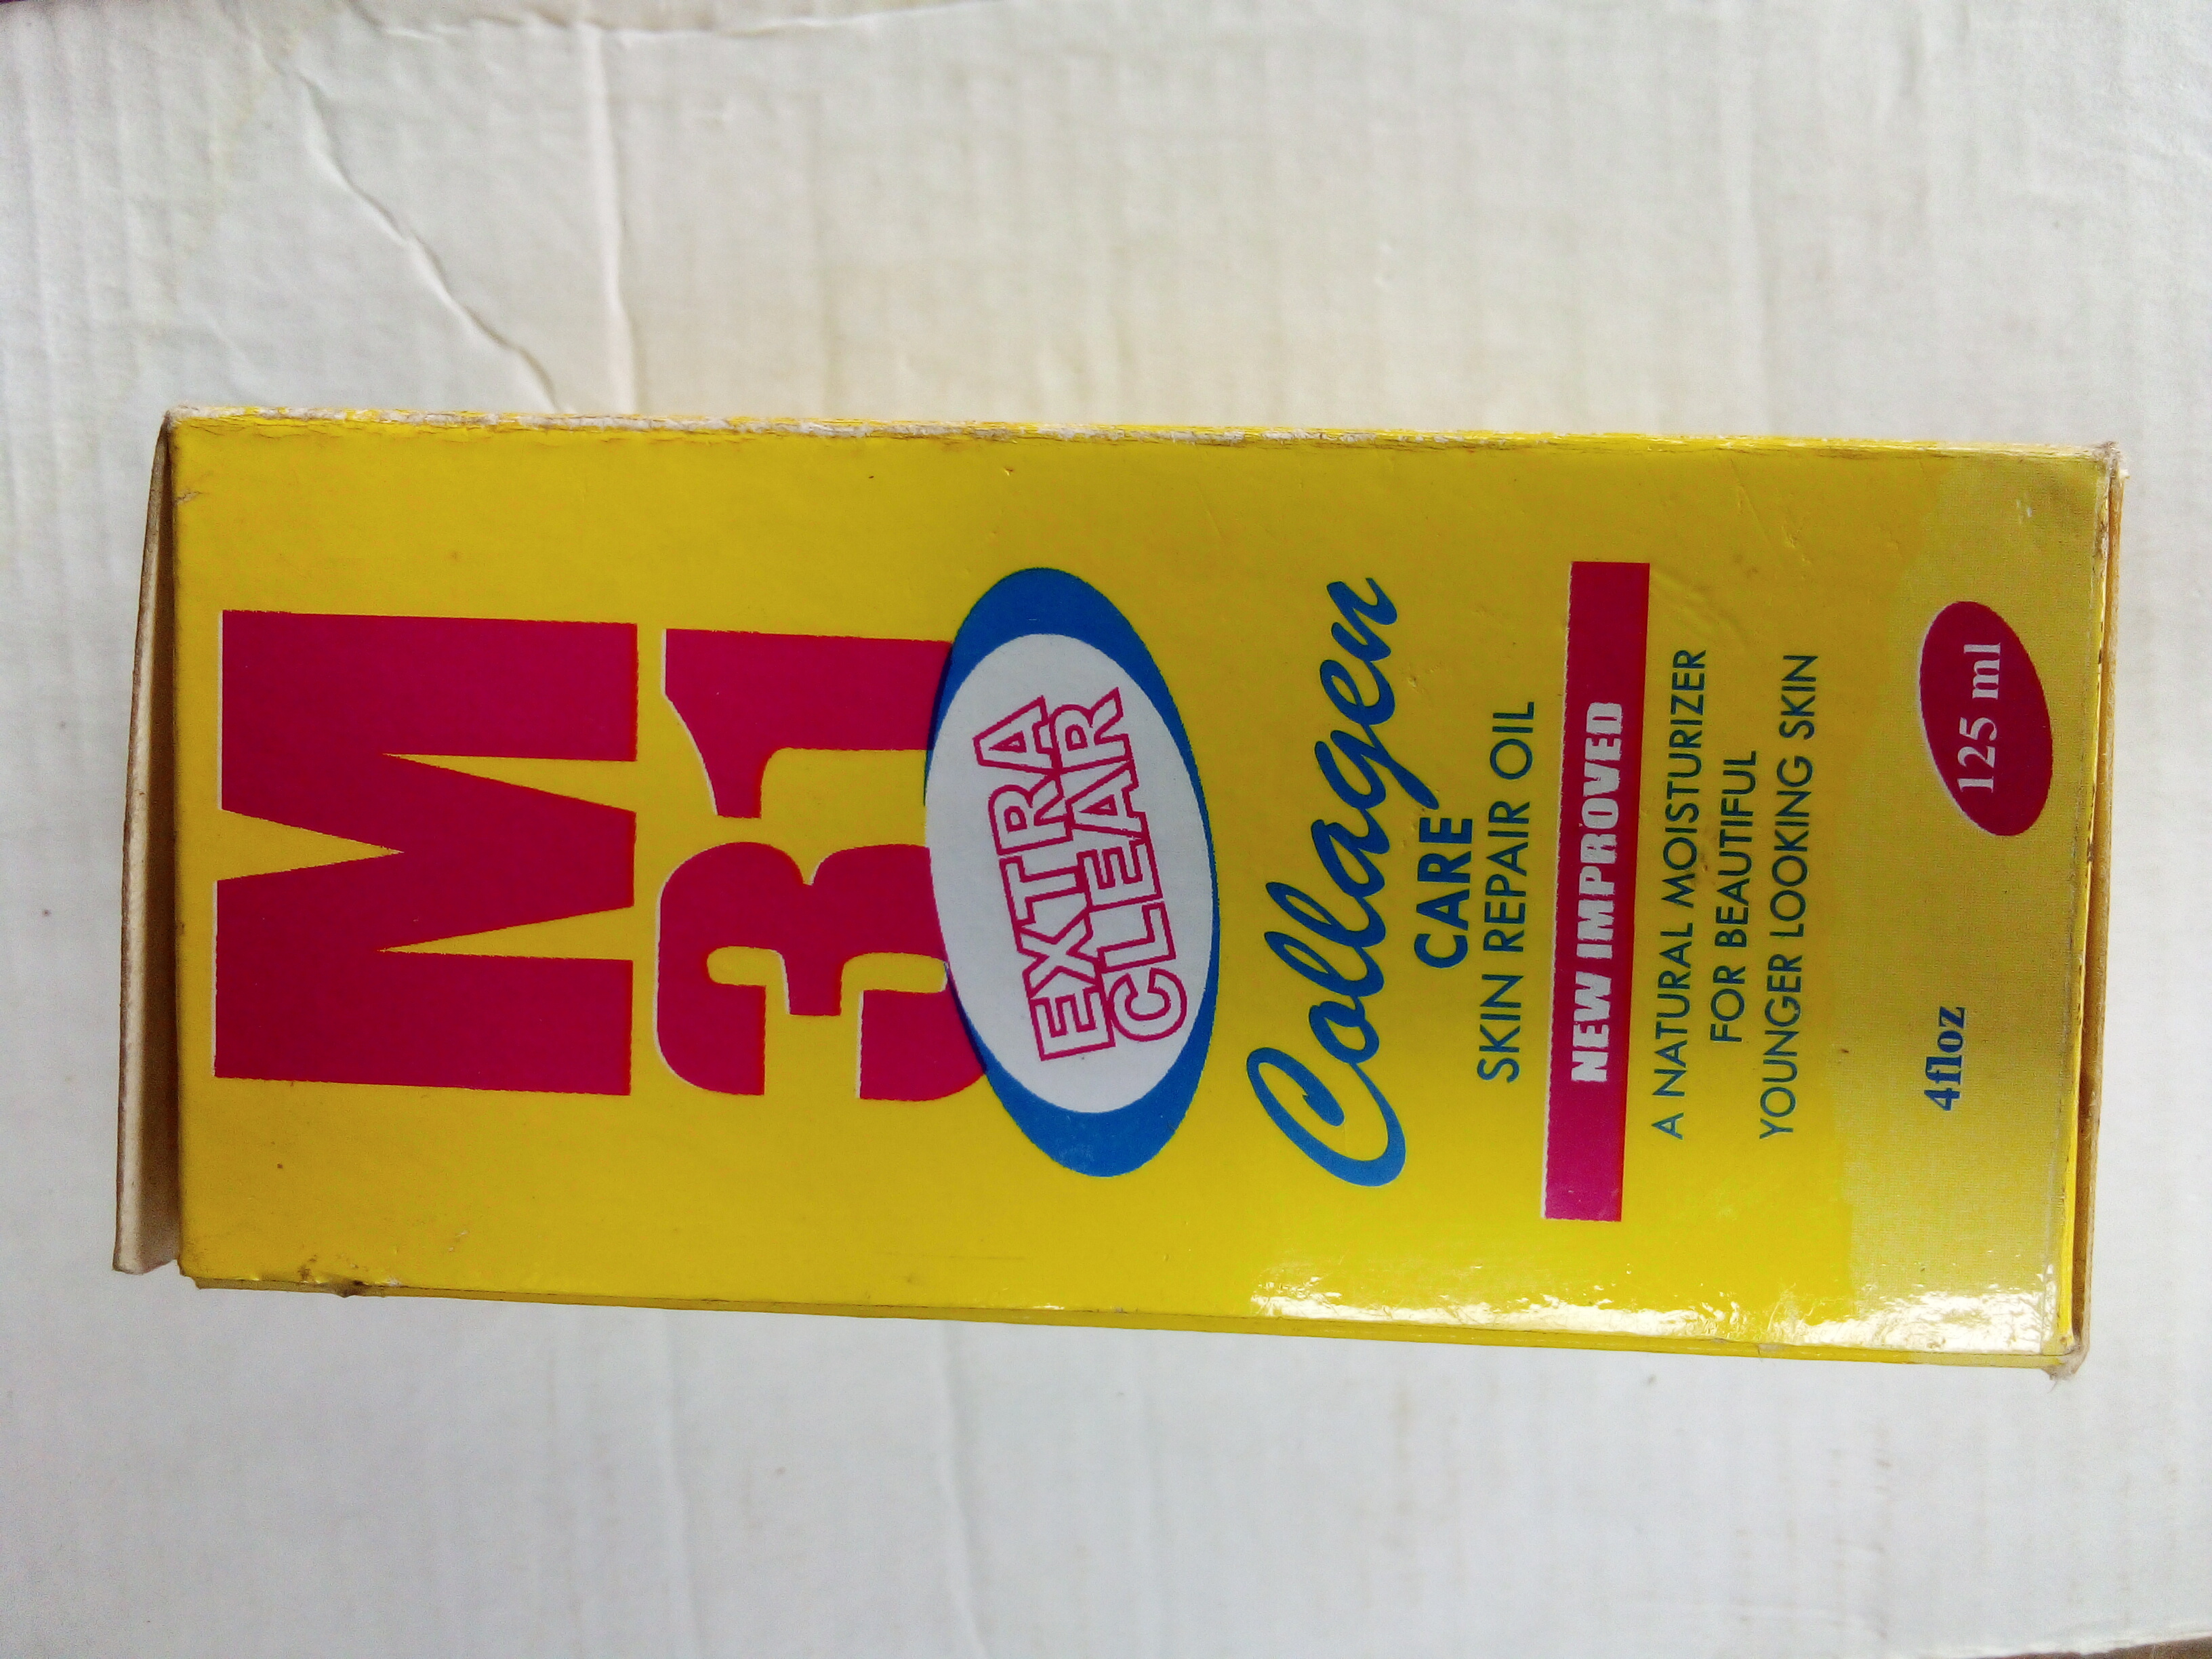 M
31
EXTRA
CLEAR
Collagen
CARE
SKIN REPAIR OIL
NEW IMPROVED
A NATURAL MOISTURIZER
FOR BEAUTIFUL
YOUNGER LOOKING SKIN
4floz
125 ml